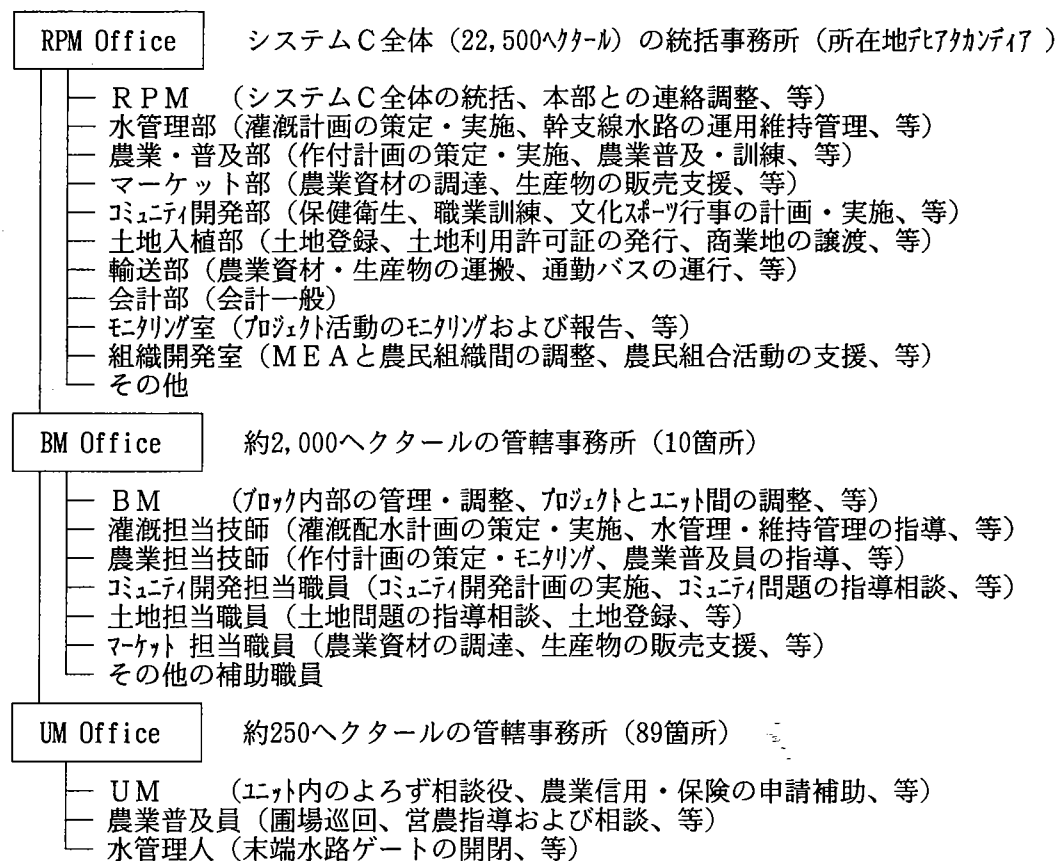 RPM Office　システムＣ全体（22,500ﾍｸﾀｰﾙ）の統括事務所（所在地ﾃﾞﾋｱﾀｶﾝﾃﾞｨｱ ）
ＲＰＭ　（システムＣ全体の統括、本部との連絡調整、等）
水管理部（灌漑計画の策定・実施、幹支線水路の運用維持管理、等）
農業・普及部（作付計画の策定・実施、農業普及・訓練、等）
マーケット部（農業資材の調達、生産物の販売支援、等）
ｺﾐｭﾆﾃｨ開発部（保健衛生、職業訓練、文化ｽﾎﾟｰﾂ行事の計画・実施、等）
土地入植部（土地登録、土地利用許可証の発行、商業地の譲渡、等）
輸送部（農業資材・生産物の運搬、通勤バスの運行、等）
会計部（会計一般）
ﾓﾆﾀﾘﾝｸﾞ室（ﾌﾟﾛｼﾞｪｸﾄ活動のﾓﾆﾀﾘﾝｸﾞおよび報告、等）
組織開発室（ＭＥＡと農民組織間の調整、農民組合活動の支援、等）
その他
BM Office　約2,000ヘクタールの管轄事務所（10箇所）
ＢＭ　（ﾌﾞﾛｯｸ内部の管理・調整、ﾌﾟﾛｼﾞｪｸﾄとﾕﾆｯﾄ間の調整、等）
灌漑担当技師（灌漑配水計画の策定・実施、水管理・維持管理の指導、等）
農業担当技師（作付計画の策定・ﾓﾆﾀﾘﾝｸﾞ、農業普及員の指導、等）
ｺﾐｭﾆﾃｨ開発担当職員（ｺﾐｭﾆﾃｨ開発計画の実施、ｺﾐｭﾆﾃｨ問題の指導相談、等）
土地担当職員（土地問題の指導相談、土地登録、等）
ﾏｰｹｯﾄ 担当職員（農業資材の調達、生産物の販売支援、等）
その他の補助職員
UM Office　約250ヘクタールの管轄事務所（89箇所）
ＵＭ　（ﾕﾆｯﾄ内のよろず相談役、農業信用・保険の申請補助、等）
農業普及員（圃場巡回、営農指導および相談、等）
水管理人（末端水路ゲートの開閉、等）